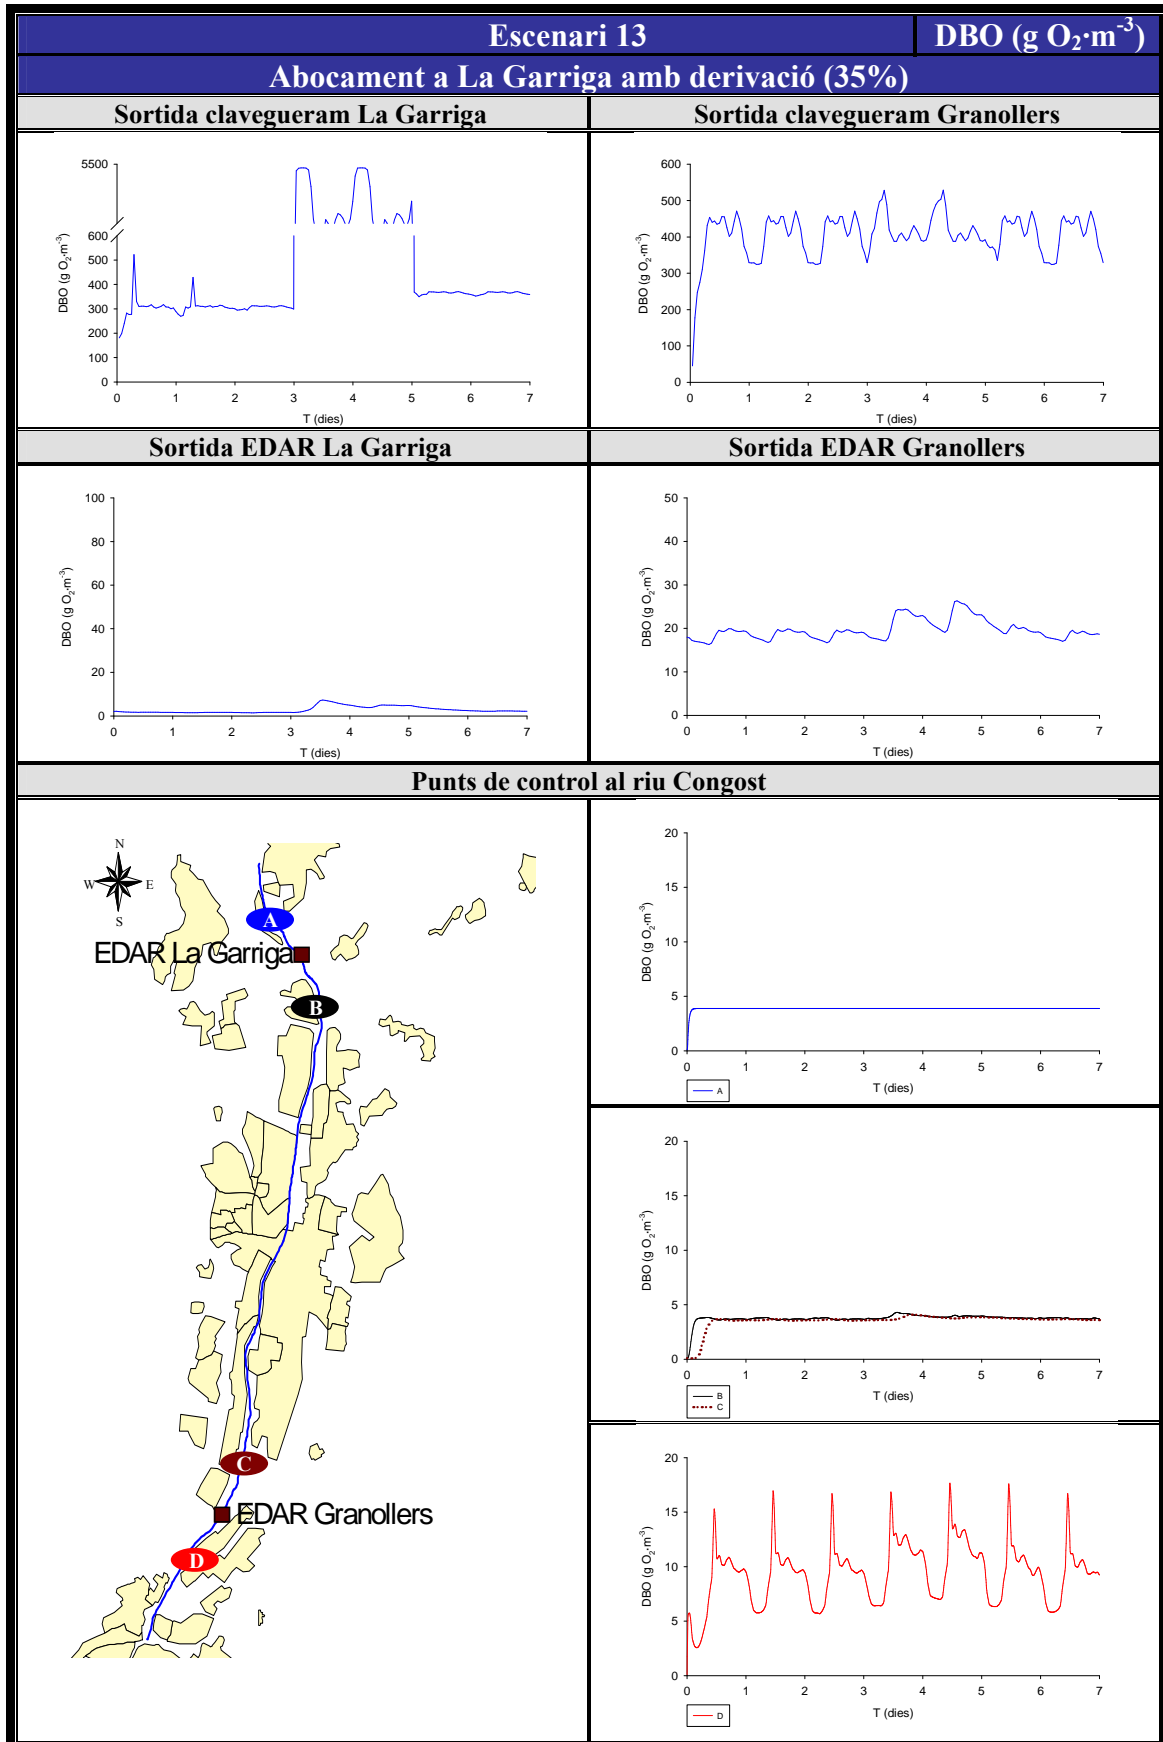 Escenari 13
DBO (g O₂·m⁻³)
Abocament a La Garriga amb derivació (35%)
Sortida clavegueram La Garriga
Sortida clavegueram Granollers
5500
600
500
400
300
200
100
0
DBO (g O₂·m⁻³)
0 1 2 3 4 5 6 7
T (dies)
600
500
400
300
200
100
0
DBO (g O₂·m⁻³)
0 1 2 3 4 5 6 7
T (dies)
Sortida EDAR La Garriga
Sortida EDAR Granollers
100
80
60
40
20
0
DBO (g O₂·m⁻³)
0 1 2 3 4 5 6 7
T (dies)
50
40
30
20
10
0
DBO (g O₂·m⁻³)
0 1 2 3 4 5 6 7
T (dies)
Punts de control al riu Congost
N
W E
S
A
EDAR La Garriga
B
C
EDAR Granollers
D
20
15
10
5
0
DBO (g O₂·m⁻³)
0 1 2 3 4 5 6 7
T (dies)
A
20
15
10
5
0
DBO (g O₂·m⁻³)
0 1 2 3 4 5 6 7
T (dies)
B
C
20
15
10
5
0
DBO (g O₂·m⁻³)
0 1 2 3 4 5 6 7
T (dies)
D